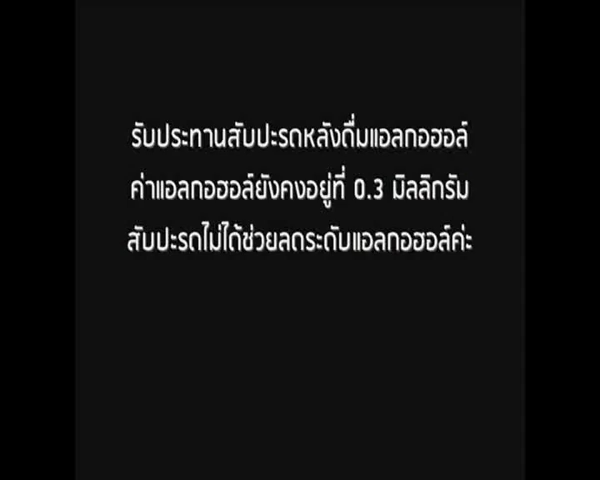 รับประทานสับปะรดหลังดื่มแอลกอฮอล์
ค่าแอลกอฮอล์ยังคงอยู่ที่ 0.3 มิลลิกรัม
สับปะรดไม่ได้ช่วยลดระดับแอลกอฮอล์ค่ะ